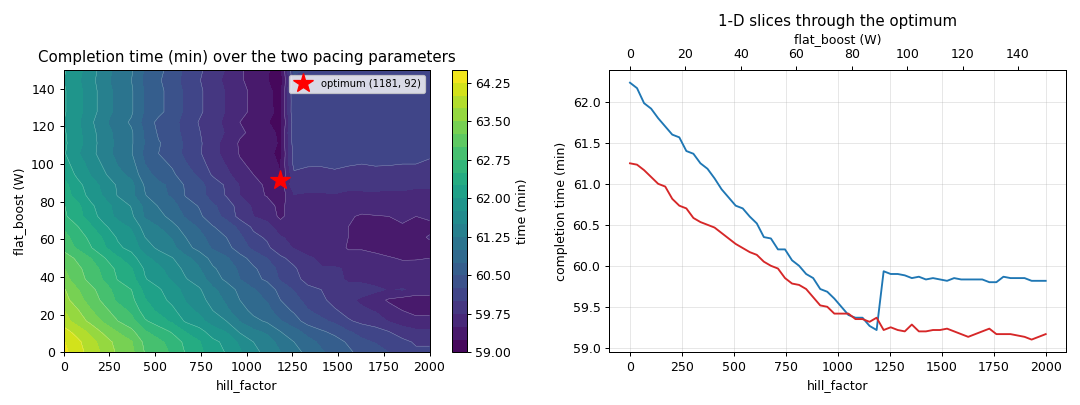 Completion time (min) over the two pacing parameters
optimum (1181, 92)
140
120
100
80
60
40
20
0
flat_boost (W)
0 250 500 750 1000 1250 1500 1750 2000
hill_factor
64.25
63.50
62.75
62.00
61.25
60.50
59.75
59.00
time (min)
1-D slices through the optimum
flat_boost (W)
0 20 40 60 80 100 120 140
62.0
61.5
61.0
60.5
60.0
59.5
59.0
completion time (min)
0 250 500 750 1000 1250 1500 1750 2000
hill_factor